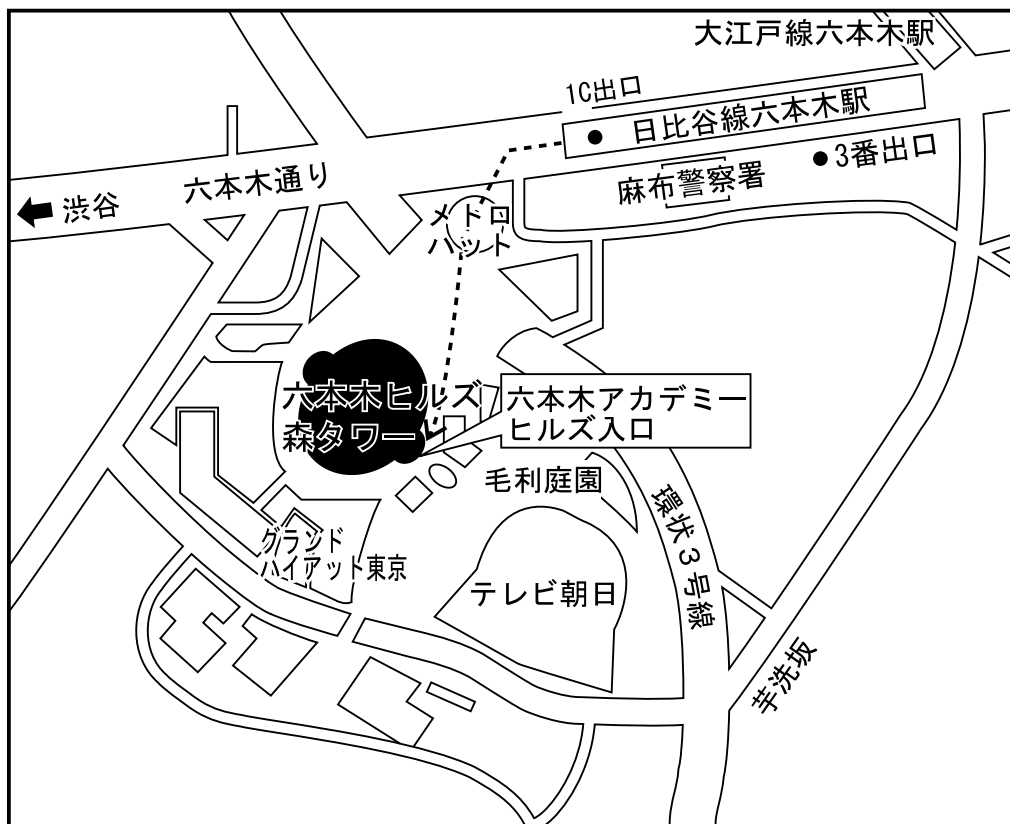 大江戸線六本木駅
1C出口
日比谷線六本木駅
3番出口
麻布警察署
六本木通り
渋谷
メトロ
ハット
六本木ヒルズ
森タワー
六本木アカデミー
ヒルズ入口
毛利庭園
環状3号線
グランド
ハイアット東京
テレビ朝日
芋洗坂